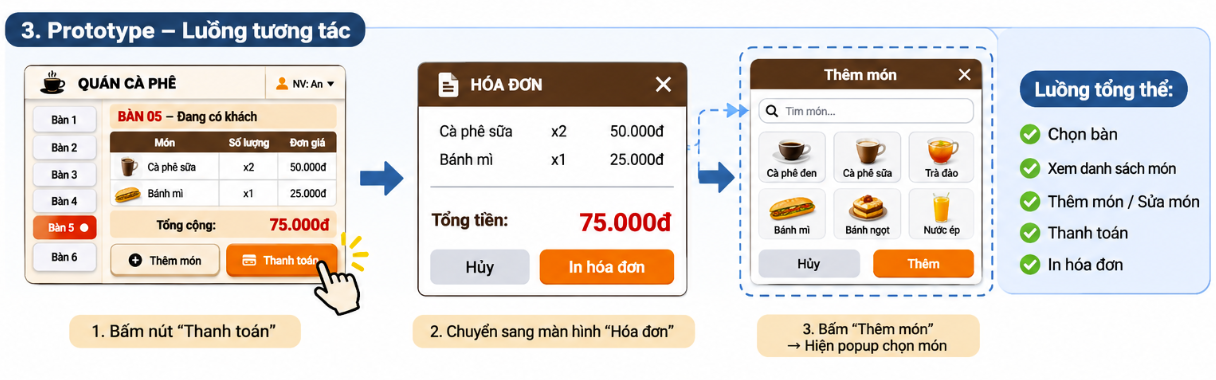 3. Prototype – Luồng tương tác
QUÁN CÀ PHÊ
NV: An
Bàn 1
Bàn 2
Bàn 3
Bàn 4
Bàn 5
Bàn 6
BÀN 05 – Đang có khách
Món Số lượng Đơn giá
Cà phê sữa x2 50.000đ
Bánh mì x1 25.000đ
Tổng cộng: 75.000đ
Thêm món
Thanh toán
1. Bấm nút “Thanh toán”
HÓA ĐƠN
Cà phê sữa x2 50.000đ
Bánh mì x1 25.000đ
Tổng tiền: 75.000đ
Hủy
In hóa đơn
2. Chuyển sang màn hình “Hóa đơn”
Thêm món
Tìm món...
Cà phê đen
Cà phê sữa
Trà đào
Bánh mì
Bánh ngọt
Nước ép
Hủy
Thêm
3. Bấm “Thêm món”
→ Hiện popup chọn món
Luồng tổng thể:
Chọn bàn
Xem danh sách món
Thêm món / Sửa món
Thanh toán
In hóa đơn